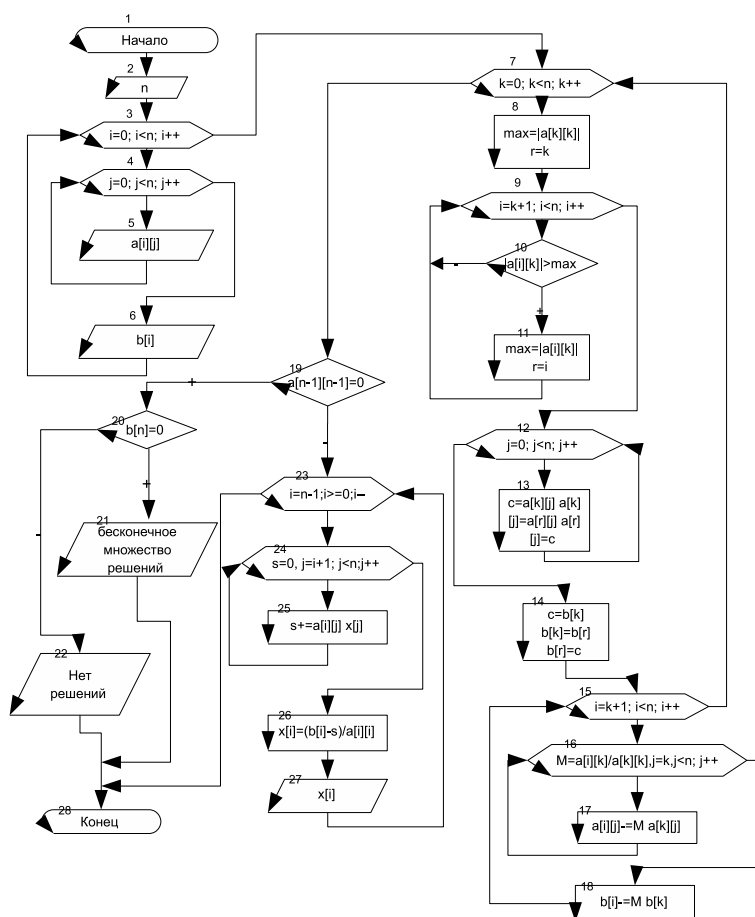 1
Начало
2
n
3
i=0; i<n; i++
4
j=0; j<n; j++
5
a[i][j]
6
b[i]
7
k=0; k<n; k++
8
max=|a[k][k]|
r=k
9
i=k+1; i<n; i++
10
|a[i][k]|>max
-
+
11
max=|a[i][k]|
r=i
12
j=0; j<n; j++
13
c=a[k][j] a[k]
[j]=a[r][j] a[r]
[j]=c
14
c=b[k]
b[k]=b[r]
b[r]=c
15
i=k+1; i<n; i++
16
M=a[i][k]/a[k][k],j=k,j<n; j++
17
a[i][j]-=M a[k][j]
18
b[i]-=M b[k]
19
a[n-1][n-1]=0
+
-
20
b[n]=0
-
+
21
бесконечное
множество
решений
22
Нет
решений
23
i=n-1;i>=0;i--
24
s=0, j=i+1; j<n;j++
25
s+=a[i][j] x[j]
26
x[i]=(b[i]-s)/a[i][i]
27
x[i]
28
Конец